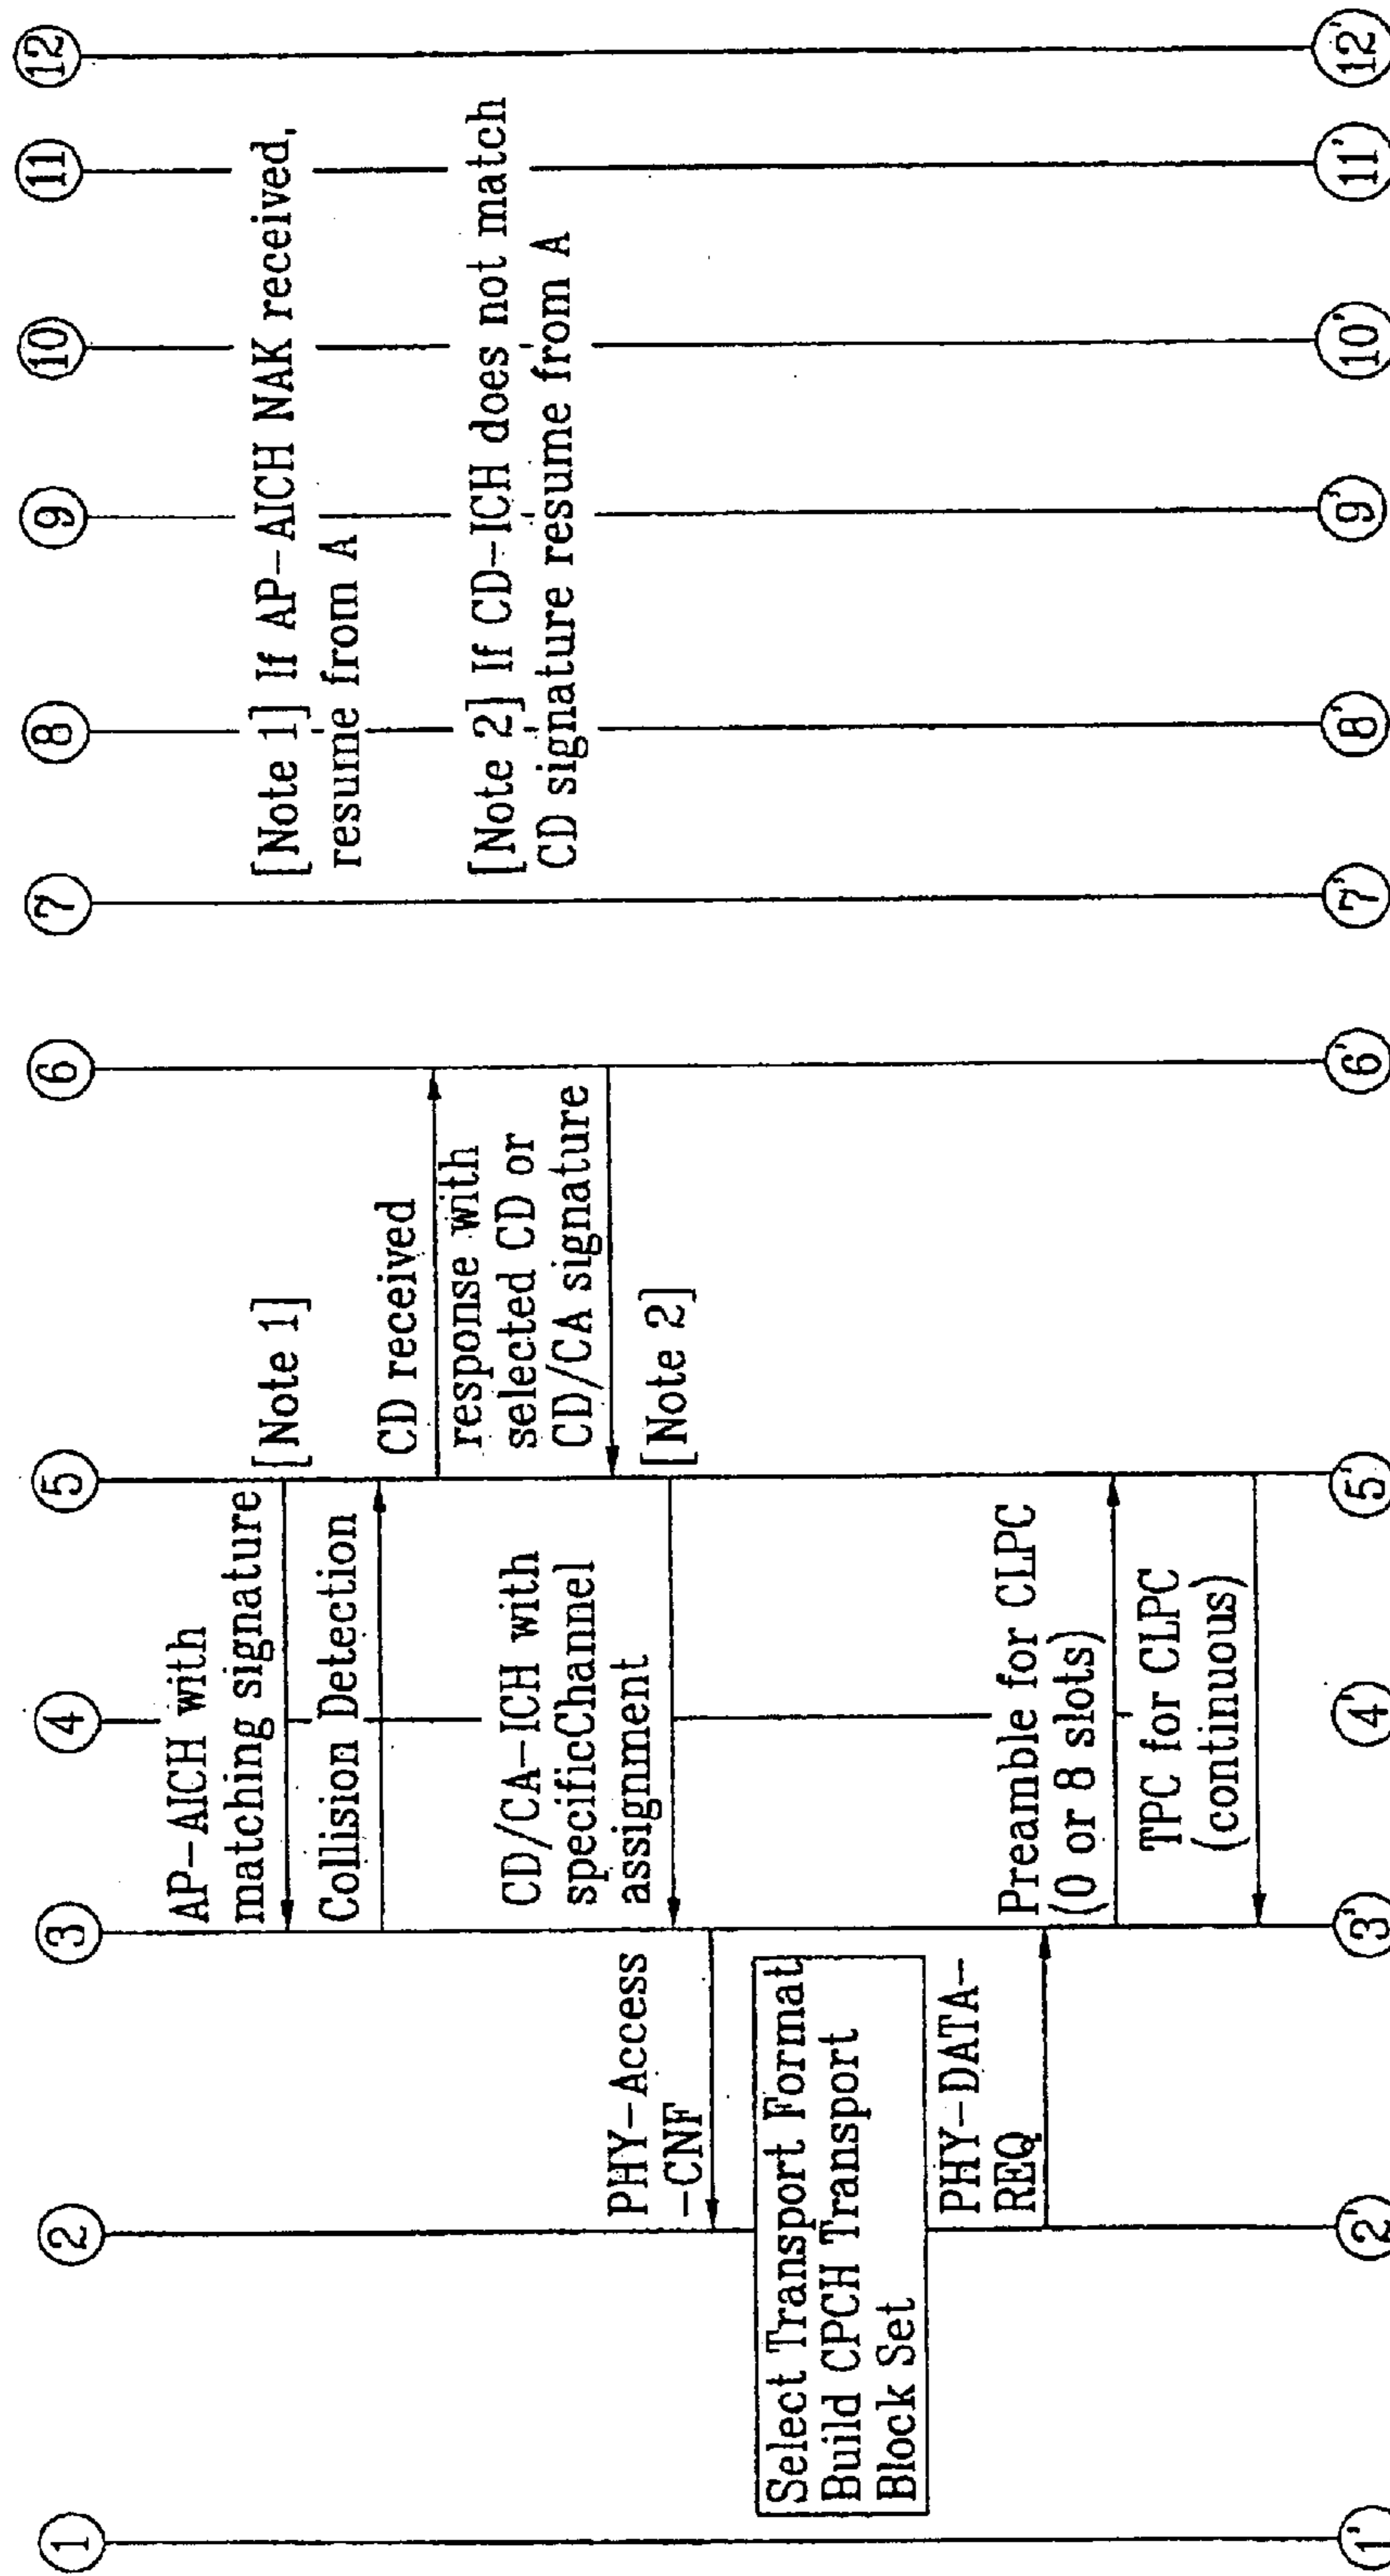 1
2
3
4
5
6
7
8
9
10
11
12
AP-AICH with
matching signature
[Note 1]
Collision Detection
[Note 1] If AP-AICH NAK received,
resume from A
CD received
response with
selected CD or
CD/CA signature
[Note 2] If CD-ICH does not match
CD signature resume from A
CD/CA-ICH with
specificChannel
assignment
[Note 2]
PHY-Access
-CNF
Select Transport Format
Build CPCH Transport
Block Set
PHY-DATA-
REQ
Preamble for CLPC
(0 or 8 slots)
TPC for CLPC
(continuous)
1'
2'
3'
4'
5'
6'
7'
8'
9'
10'
11'
12'